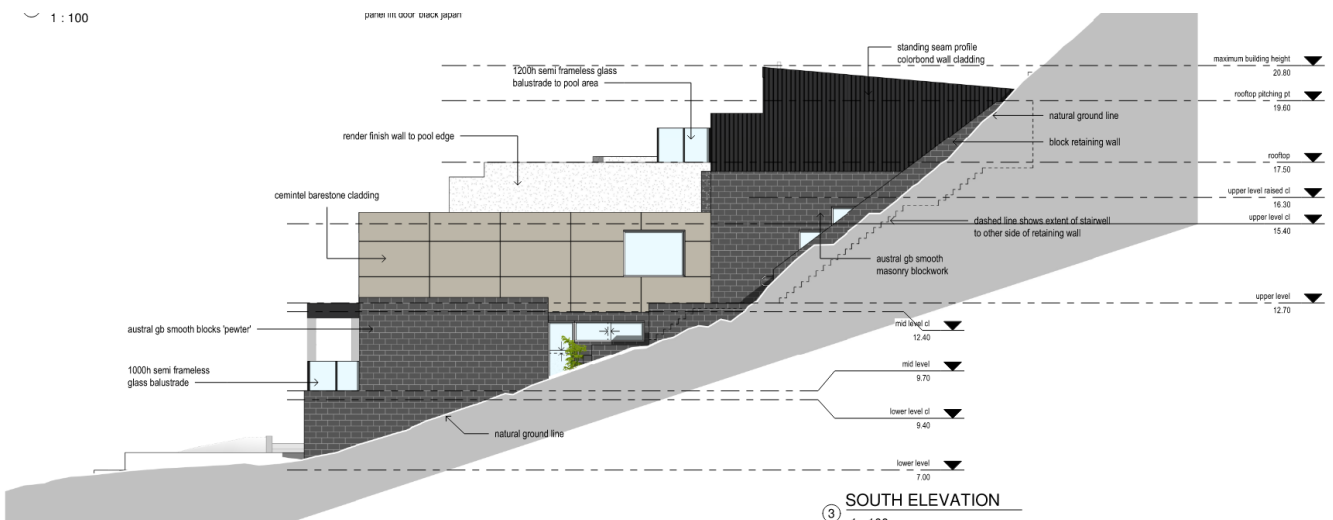 1 : 100
panel lift door 'black japan'
standing seam profile
colorbond wall cladding
maximum building height
20.80
1200h semi frameless glass
balustrade to pool area
rooftop pitching pt
19.60
natural ground line
render finish wall to pool edge
block retaining wall
rooftop
17.50
cemintel barestone cladding
upper level raised cl
16.30
dashed line shows extent of stairwell
to other side of retaining wall
upper level cl
15.40
austral gb smooth
masonry blockwork
upper level
12.70
austral gb smooth blocks 'pewter'
mid level cl
12.40
1000h semi frameless
glass balustrade
mid level
9.70
lower level cl
9.40
natural ground line
lower level
7.00
3 SOUTH ELEVATION
1 : 100